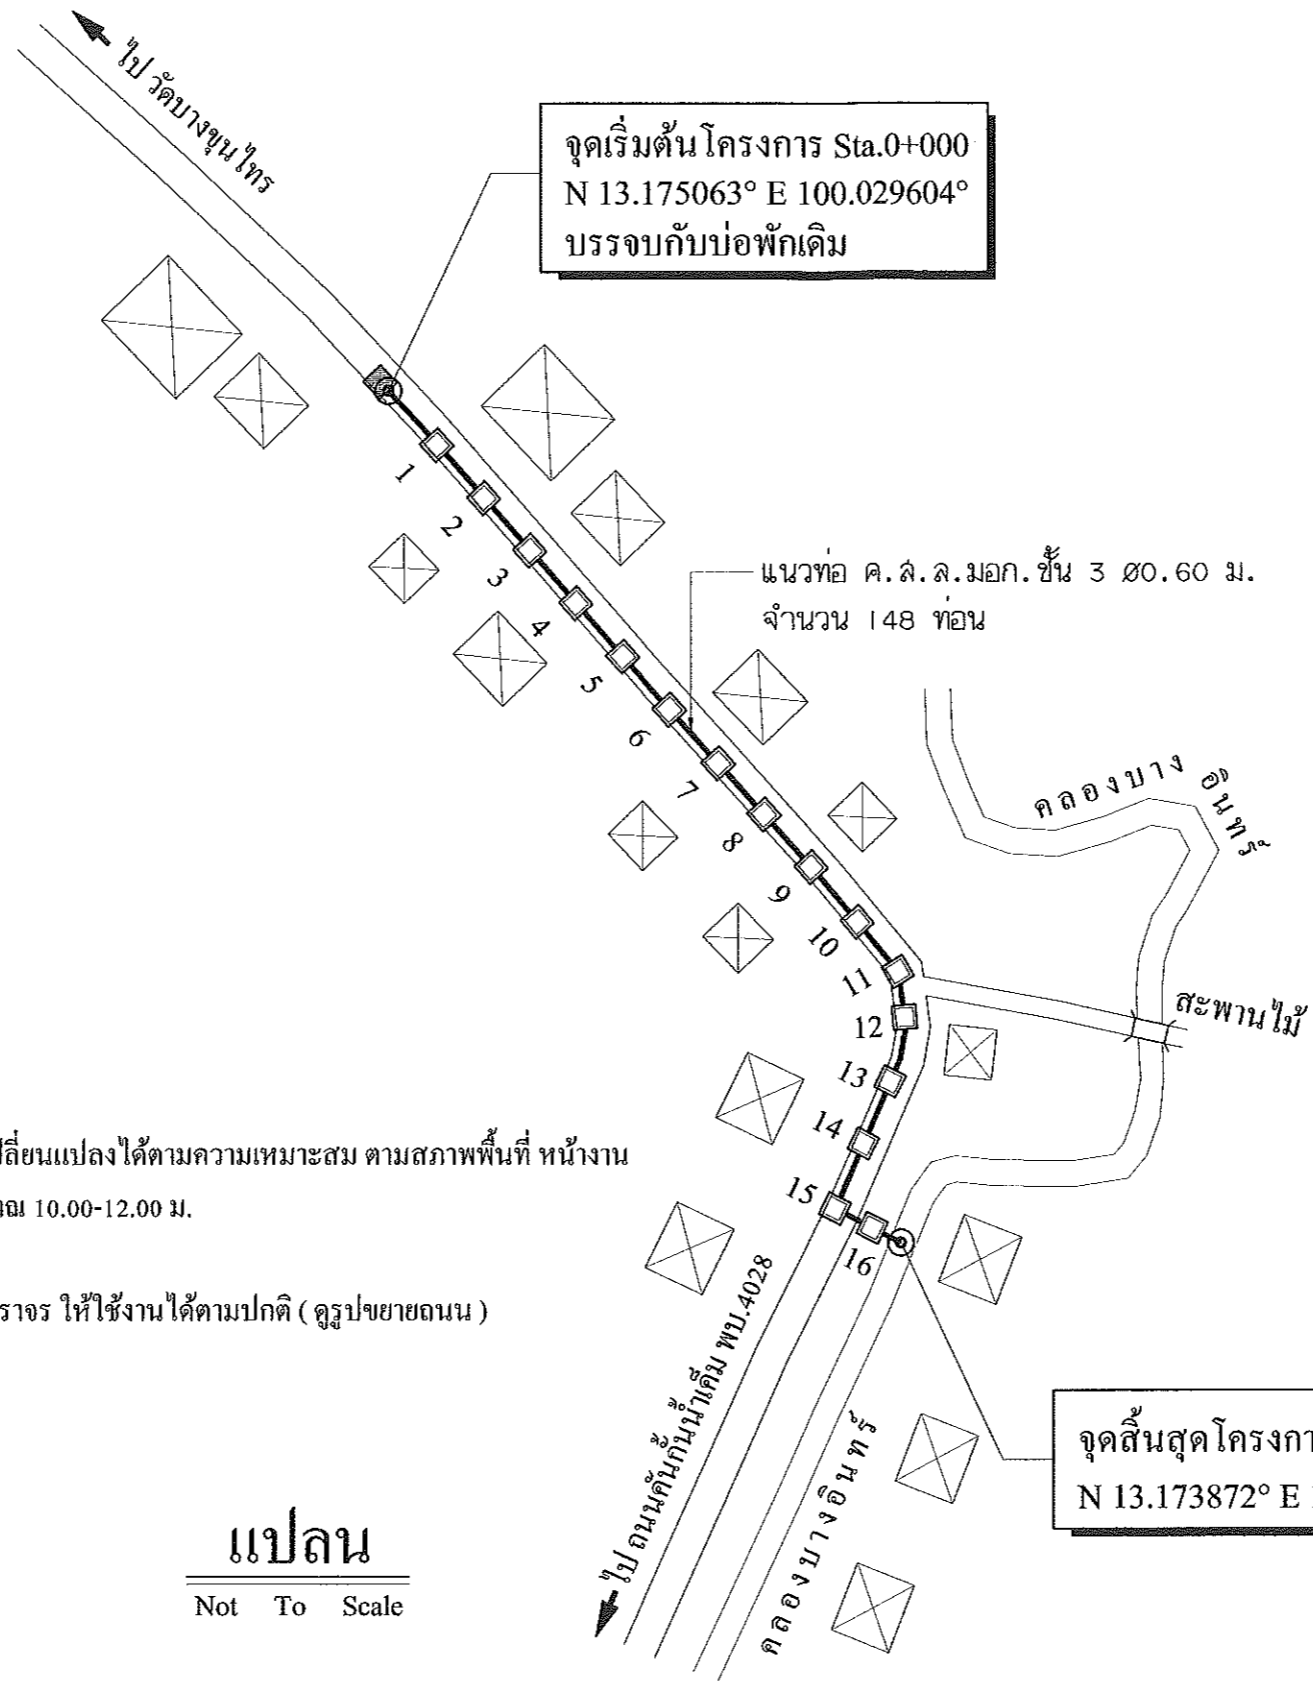 ไป วัดบางขุนไทร
จุดเริ่มต้นโครงการ Sta.0+000
N 13.175063° E 100.029604°
บรรจบกับบ่อพักเดิม
1
2
3
4
5
6
7
8
9
10
11
12
13
14
15
16
แนวท่อ ค.ส.ล.มอก.ชั้น 3 Ø0.60 ม.
จำนวน 148 ท่อน
คลองบาง อินทร์
สะพานไม้
ปลี่ยนแปลงได้ตามความเหมาะสม ตามสภาพพื้นที่ หน้างาน
าณ 10.00-12.00 ม.
ราจร ให้ใช้งานได้ตามปกติ ( ดูรูปขยายถนน )
ไป ถนนคันกั้นน้ำเค็ม พบ.4028
คลองบางอินทร์
จุดสิ้นสุดโครงกา
N 13.173872° E
แปลน
Not To Scale